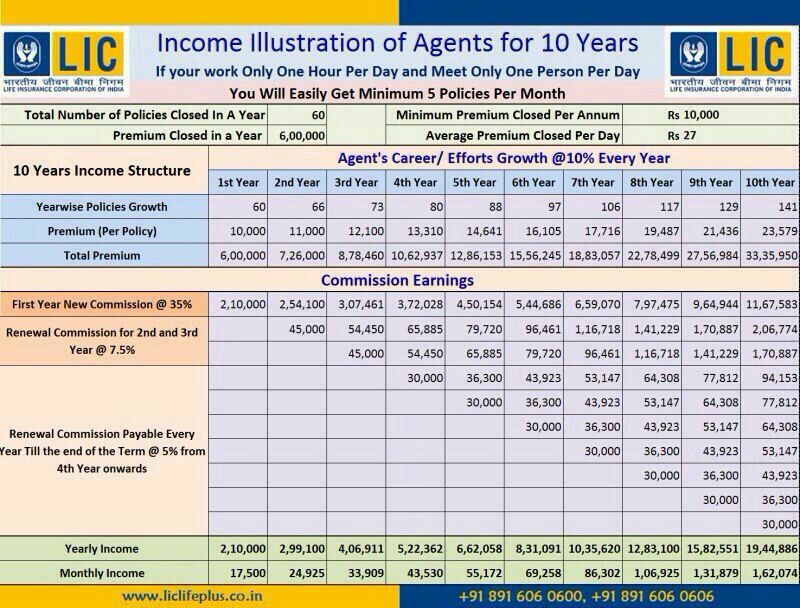 LIC
भारतीय जीवन बीमा निगम
LIFE INSURANCE CORPORATION OF INDIA
Income Illustration of Agents for 10 Years
If your work Only One Hour Per Day and Meet Only One Person Per Day
You Will Easily Get Minimum 5 Policies Per Month
LIC
भारतीय जीवन बीमा निगम
LIFE INSURANCE CORPORATION OF INDIA
Total Number of Policies Closed In A Year 60 Minimum Premium Closed Per Annum Rs 10,000
Premium Closed in a Year 6,00,000 Average Premium Closed Per Day Rs 27
10 Years Income Structure
Agent's Career/ Efforts Growth @10% Every Year
1st Year 2nd Year 3rd Year 4th Year 5th Year 6th Year 7th Year 8th Year 9th Year 10th Year
Yearwise Policies Growth 60 66 73 80 88 97 106 117 129 141
Premium (Per Policy) 10,000 11,000 12,100 13,310 14,641 16,105 17,716 19,487 21,436 23,579
Total Premium 6,00,000 7,26,000 8,78,460 10,62,937 12,86,153 15,56,245 18,83,057 22,78,499 27,56,984 33,35,950
Commission Earnings
First Year New Commission @ 35% 2,10,000 2,54,100 3,07,461 3,72,028 4,50,154 5,44,686 6,59,070 7,97,475 9,64,944 11,67,583
Renewal Commission for 2nd and 3rd
Year @ 7.5%
45,000 54,450 65,885 79,720 96,461 1,16,718 1,41,229 1,70,887 2,06,774
45,000 54,450 65,885 79,720 96,461 1,16,718 1,41,229 1,70,887
Renewal Commission Payable Every
Year Till the end of the Term @ 5% from
4th Year onwards
30,000 36,300 43,923 53,147 64,308 77,812 94,153
30,000 36,300 43,923 53,147 64,308 77,812
30,000 36,300 43,923 53,147 64,308
30,000 36,300 43,923 53,147
30,000 36,300 43,923
30,000 36,300
30,000
Yearly Income 2,10,000 2,99,100 4,06,911 5,22,362 6,62,058 8,31,091 10,35,620 12,83,100 15,82,551 19,44,886
Monthly Income 17,500 24,925 33,909 43,530 55,172 69,258 86,302 1,06,925 1,31,879 1,62,074
www.liclifeplus.co.in +91 891 606 0600, +91 891 606 0606